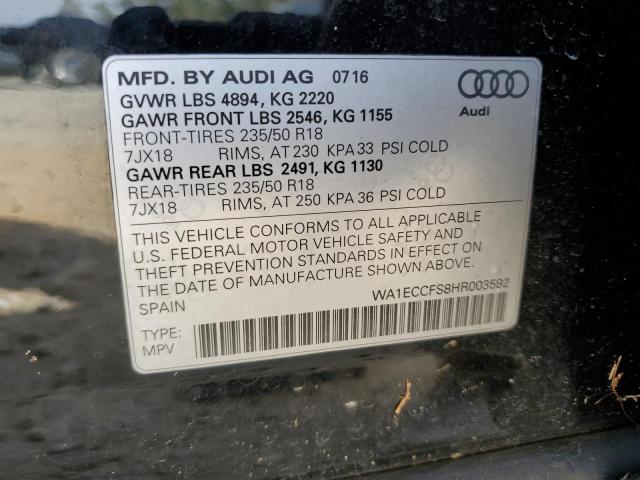 MFD. BY AUDI AG 0716
GVWR LBS 4894, KG 2220
GAWR FRONT LBS 2546, KG 1155
FRONT-TIRES 235/50 R18
7JX18 RIMS, AT 230 KPA 33 PSI COLD
GAWR REAR LBS 2491, KG 1130
REAR-TIRES 235/50 R18
7JX18 RIMS, AT 250 KPA 36 PSI COLD
Audi
THIS VEHICLE CONFORMS TO ALL APPLICABLE
U.S. FEDERAL MOTOR VEHICLE SAFETY AND
THEFT PREVENTION STANDARDS IN EFFECT ON
THE DATE OF MANUFACTURE SHOWN ABOVE.
SPAIN
WA1ECCFS8HR003592
TYPE:
MPV